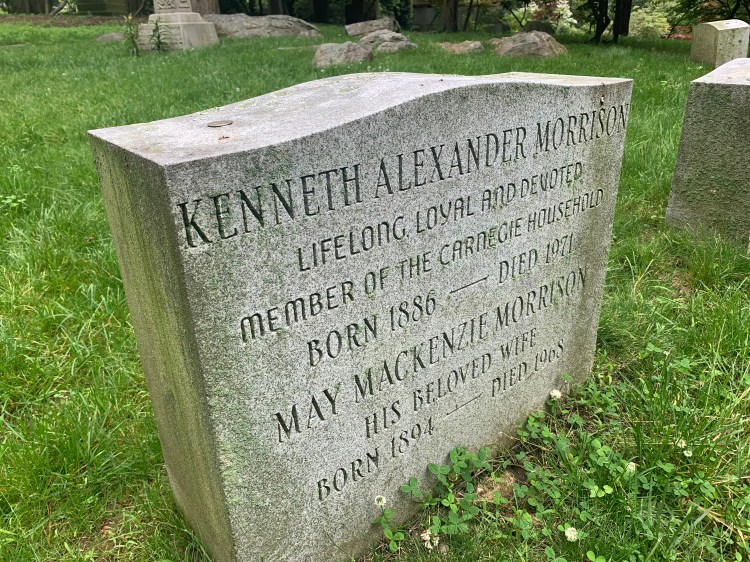 KENNETH ALEXANDER MORRISON
LIFELONG, LOYAL AND DEVOTED
MEMBER OF THE CARNEGIE HOUSEHOLD
BORN 1886 — DIED 1971
MAY MACKENZIE MORRISON
HIS BELOVED WIFE
BORN 1894 — DIED 1968